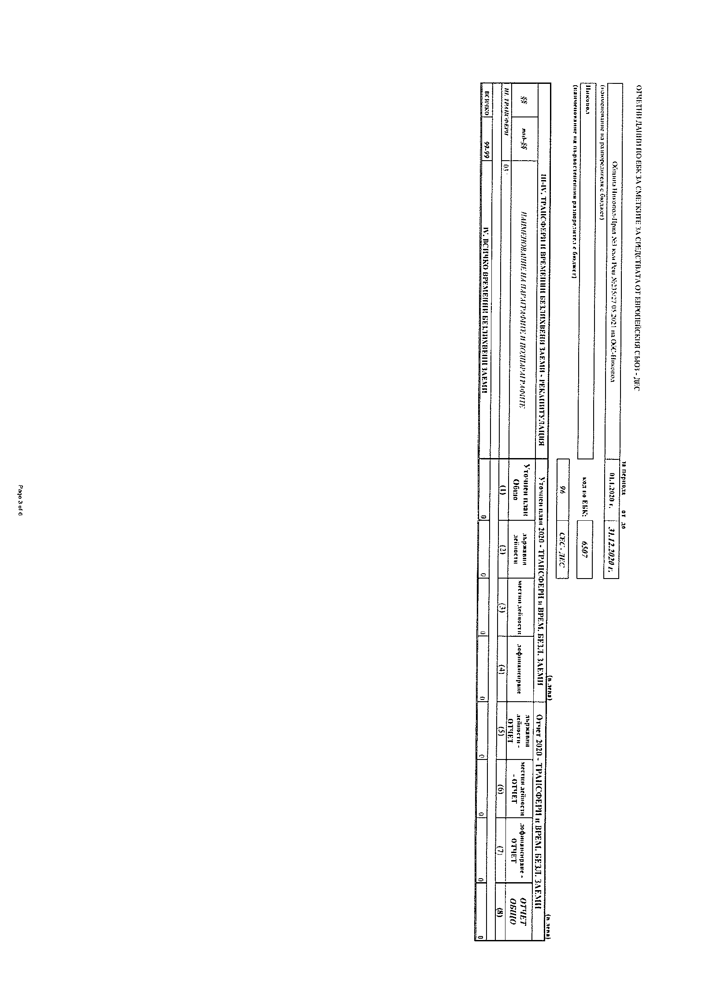 ОТЧЕТНИ ДАННИ ПО ЕБК ЗА СМЕТКИТЕ ЗА СРЕДСТВАТА ОТ ЕВРОПЕЙСКИЯ СЪЮЗ - ДЕС
за периода от до
Община Никопол-Прил №3 към Реш №235/27.05.2021 на ОбС-Никопол 01.1.2020 г. 31.12.2020 г.
(наименование на разпоредителя с бюджет)
Никопол код по ЕБК: 6507
(наименование на първостепенния разпоредител с бюджет)
96 СЕС - ДЕС
(в лева) (в лева)
III-IV. ТРАНСФЕРИ И ВРЕМЕННИ БЕЗЛИХВЕНИ ЗАЕМИ - РЕКАПИТУЛАЦИЯ Уточнен план 2020 - ТРАНСФЕРИ и ВРЕМ. БЕЗЛ. ЗАЕМИ Отчет 2020 - ТРАНСФЕРИ и ВРЕМ. БЕЗЛ. ЗАЕМИ
§§ под-§§ НАИМЕНОВАНИЕ НА ПАРАГРАФИТЕ И ПОДПАРАГРАФИТЕ Уточнен план Общо държавни дейности местни дейности дофинансиране държавни дейности - ОТЧЕТ местни дейности - ОТЧЕТ дофинансиране - ОТЧЕТ ОТЧЕТ ОБЩО
III. ТРАНСФЕРИ (1) (2) (3) (4) (5) (6) (7) (8)
ВСИЧКО 99-99 IV. ВСИЧКО ВРЕМЕННИ БЕЗЛИХВЕНИ ЗАЕМИ 0 0 0 0 0 0 0 0
Page 3 of 6